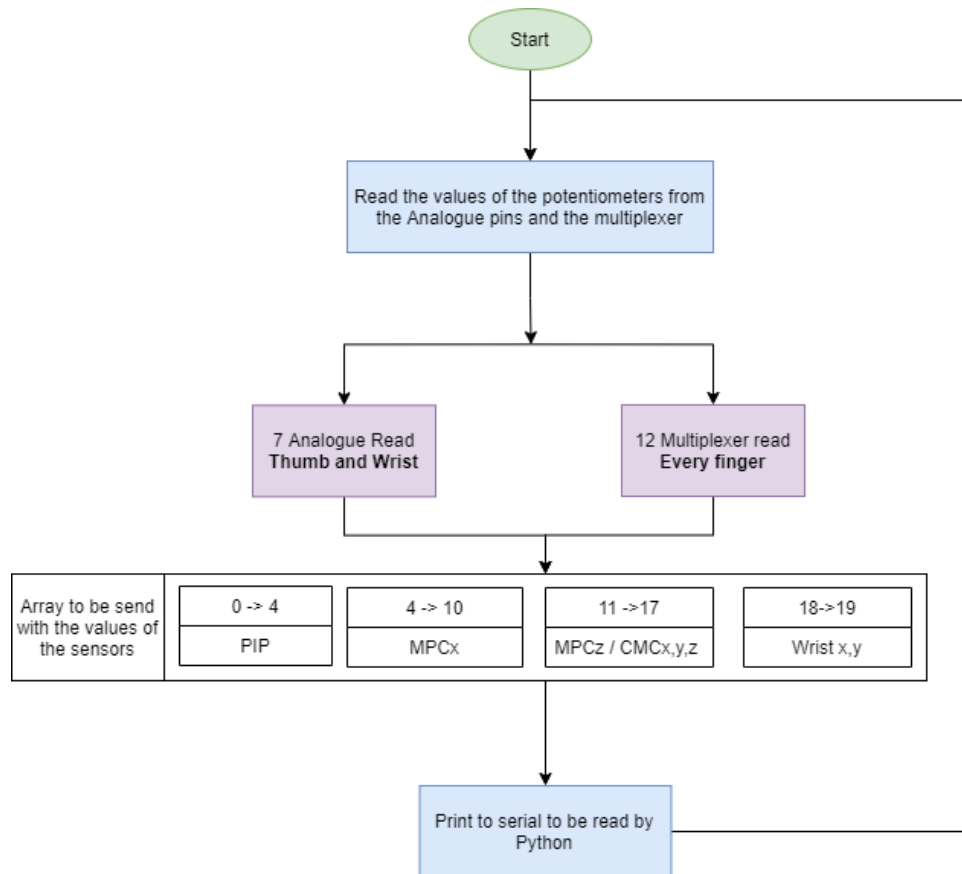 Start
Read the values of the potentiometers from
the Analogue pins and the multiplexer
7 Analogue Read
Thumb and Wrist
12 Multiplexer read
Every finger
Array to be send
with the values of
the sensors
0 -> 4
PIP
4 -> 10
MPCx
11 ->17
MPCz / CMCx,y,z
18->19
Wrist x,y
Print to serial to be read by
Python